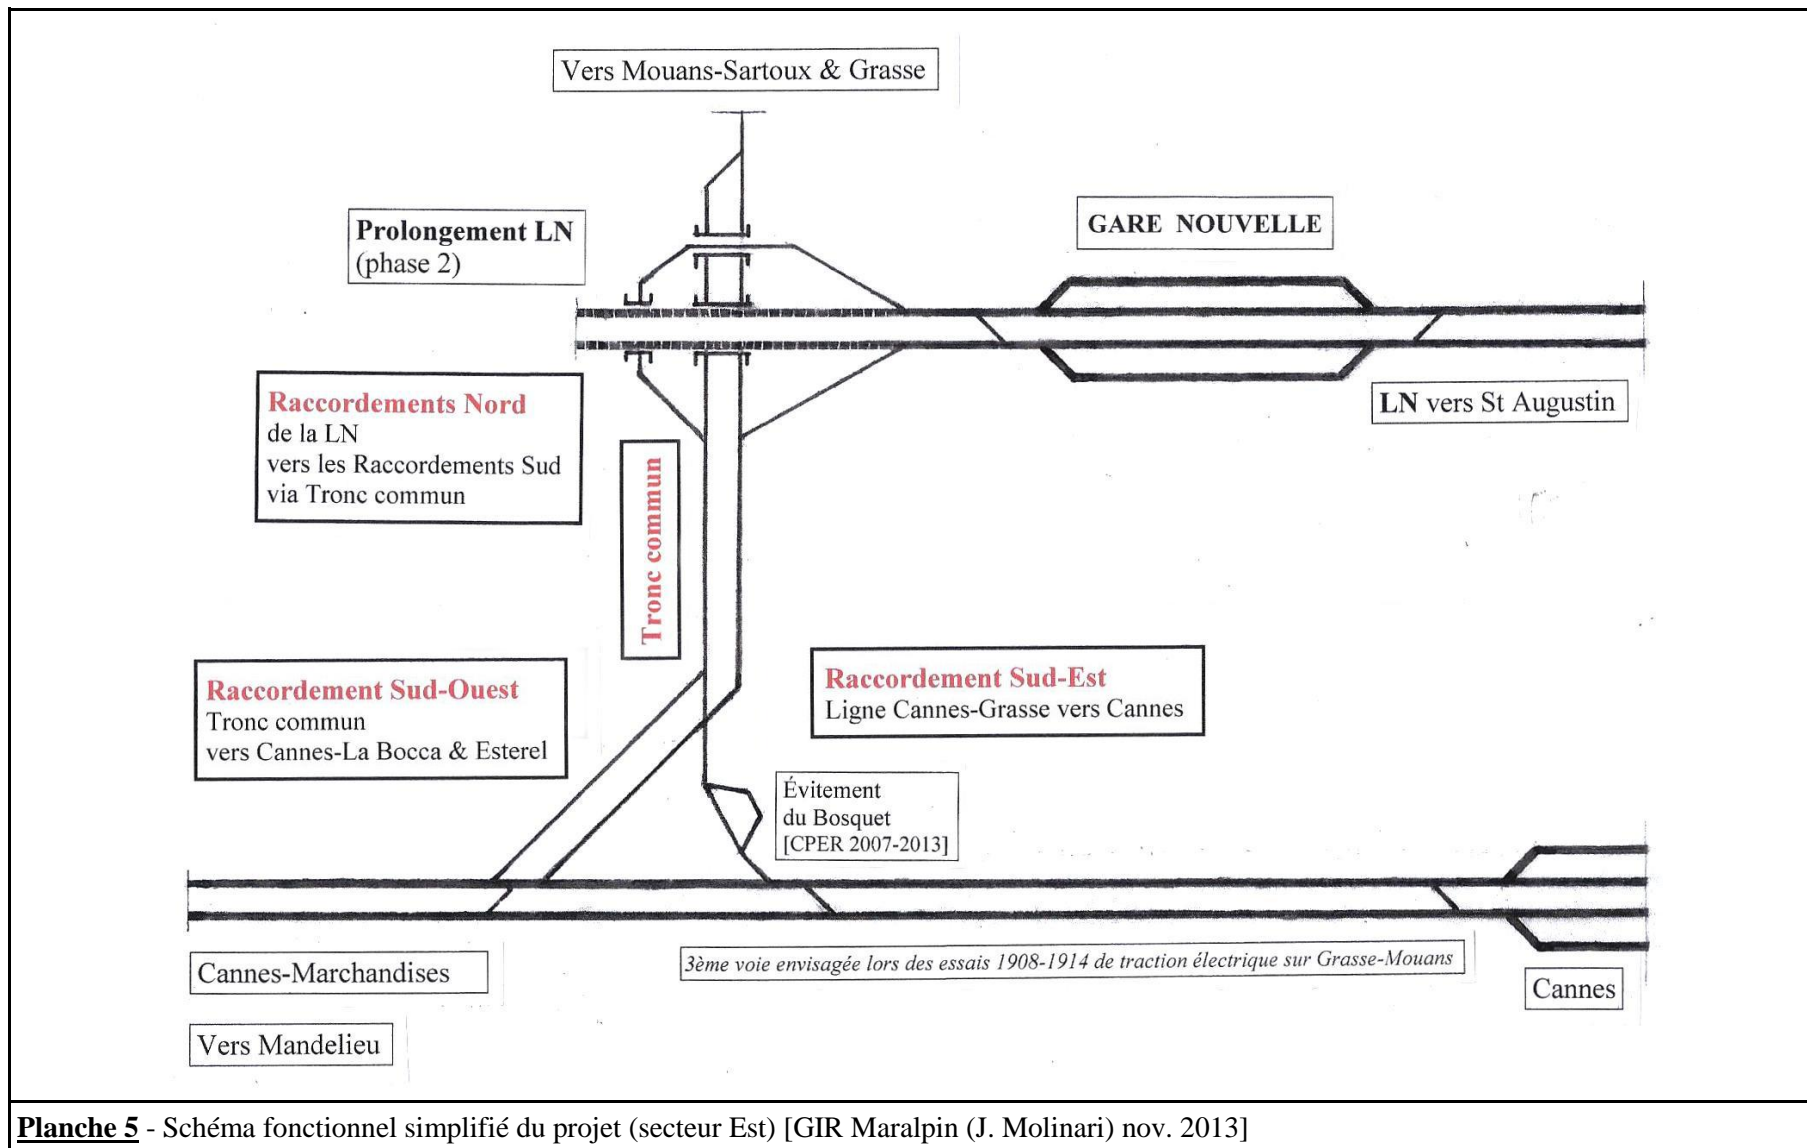 Vers Mouans-Sartoux & Grasse
Prolongement LN
(phase 2)
GARE NOUVELLE
Raccordements Nord
de la LN
vers les Raccordements Sud
via Tronc commun
LN vers St Augustin
Tronc commun
Raccordement Sud-Ouest
Tronc commun
vers Cannes-La Bocca & Esterel
Raccordement Sud-Est
Ligne Cannes-Grasse vers Cannes
Évitement
du Bosquet
[CPER 2007-2013]
Cannes-Marchandises
3ème voie envisagée lors des essais 1908-1914 de traction électrique sur Grasse-Mouans
Cannes
Vers Mandelieu
Planche 5 - Schéma fonctionnel simplifié du projet (secteur Est) [GIR Maralpin (J. Molinari) nov. 2013]